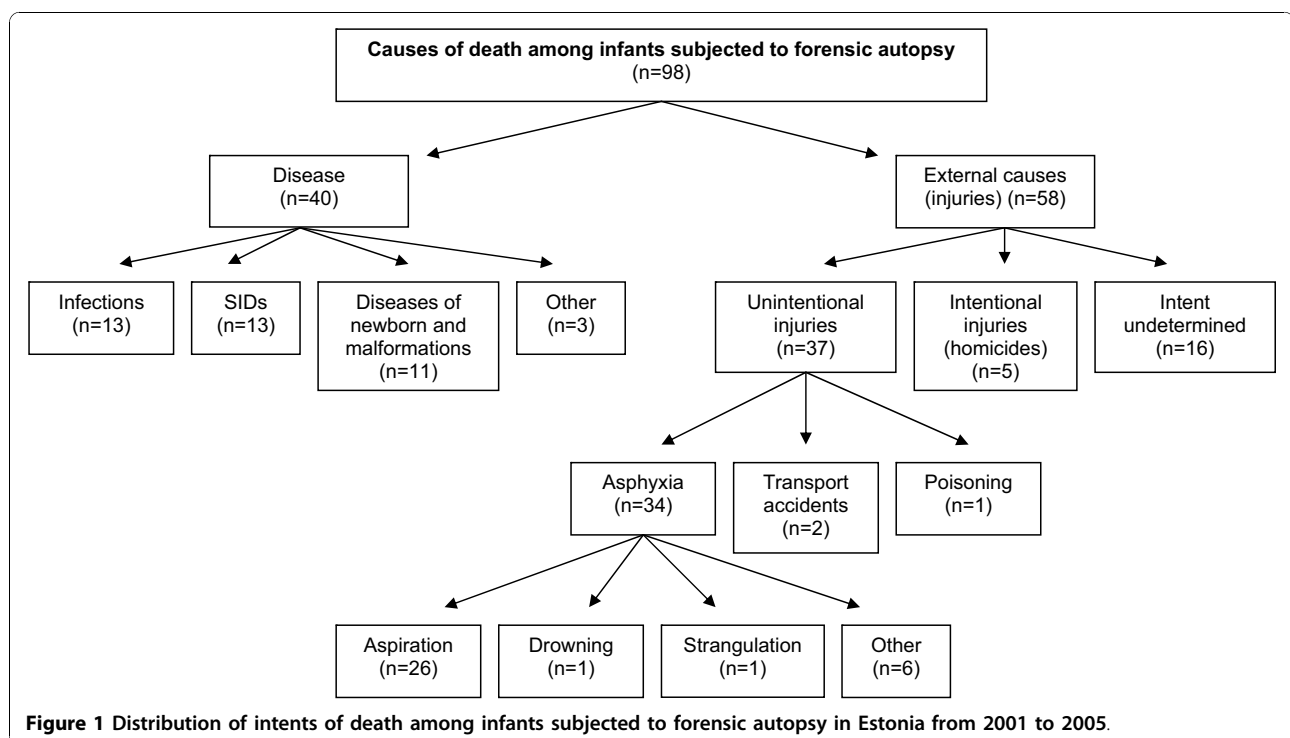 Causes of death among infants subjected to forensic autopsy
(n=98)
Disease
(n=40)
External causes
(injuries) (n=58)
Infections
(n=13)
SIDs
(n=13)
Diseases of
newborn and
malformations
(n=11)
Other
(n=3)
Unintentional
injuries
(n=37)
Intentional
injuries
(homicides)
(n=5)
Intent
undetermined
(n=16)
Asphyxia
(n=34)
Transport
accidents
(n=2)
Poisoning
(n=1)
Aspiration
(n=26)
Drowning
(n=1)
Strangulation
(n=1)
Other
(n=6)
Figure 1 Distribution of intents of death among infants subjected to forensic autopsy in Estonia from 2001 to 2005.